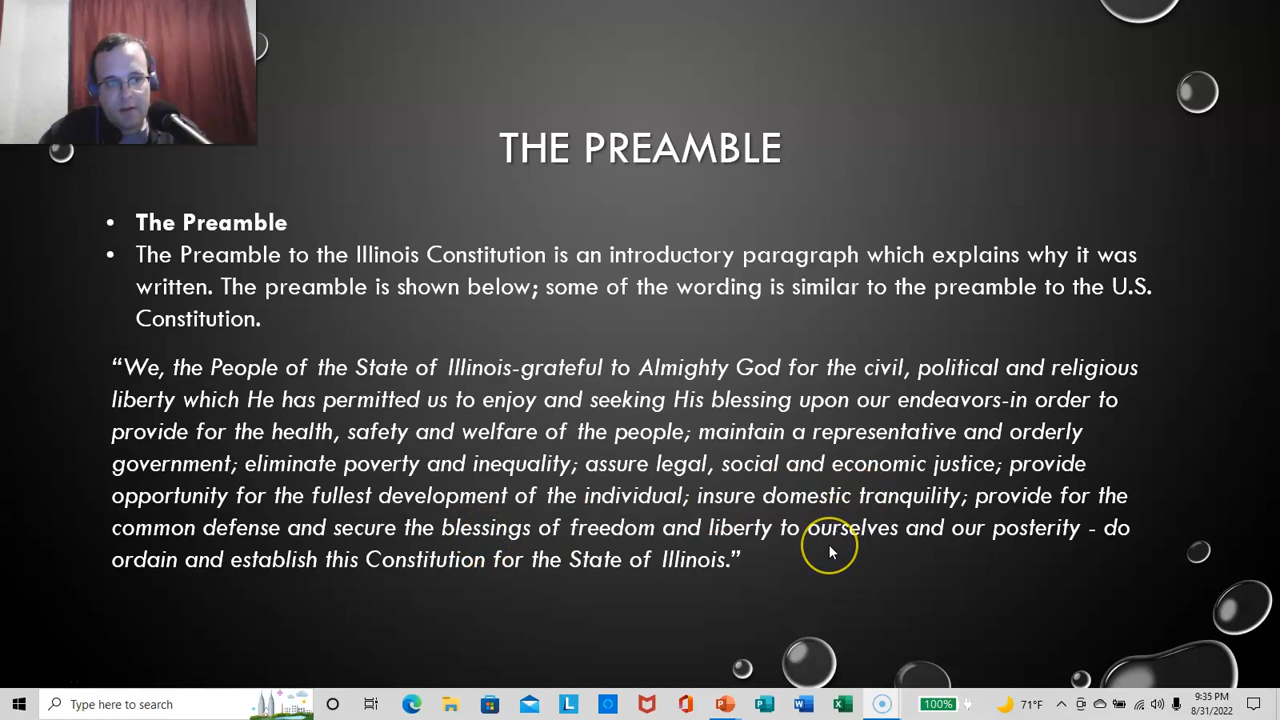 THE PREAMBLE
• The Preamble
• The Preamble to the Illinois Constitution is an introductory paragraph which explains why it was
written. The preamble is shown below; some of the wording is similar to the preamble to the U.S.
Constitution.
“We, the People of the State of Illinois-grateful to Almighty God for the civil, political and religious
liberty which He has permitted us to enjoy and seeking His blessing upon our endeavors-in order to
provide for the health, safety and welfare of the people; maintain a representative and orderly
government; eliminate poverty and inequality; assure legal, social and economic justice; provide
opportunity for the fullest development of the individual; insure domestic tranquility; provide for the
common defense and secure the blessings of freedom and liberty to ourselves and our posterity - do
ordain and establish this Constitution for the State of Illinois.”
Type here to search
100%
71°F
9:35 PM
8/31/2022